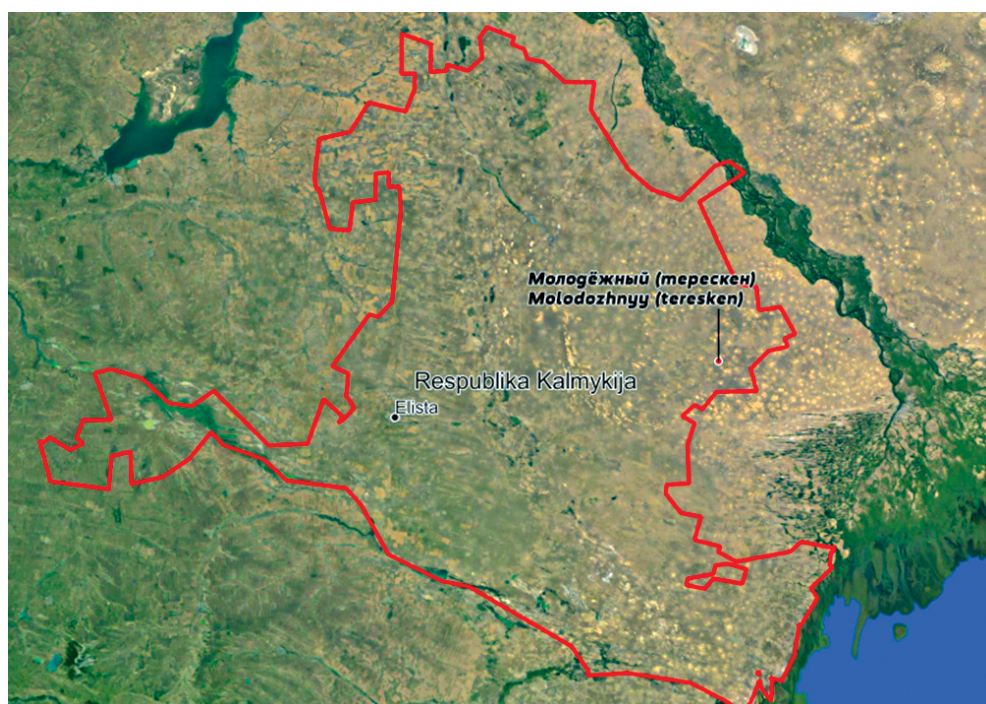 Молодёжный (терескен)
Molodozhnyy (teresken)
Respublika Kalmykija
Elista